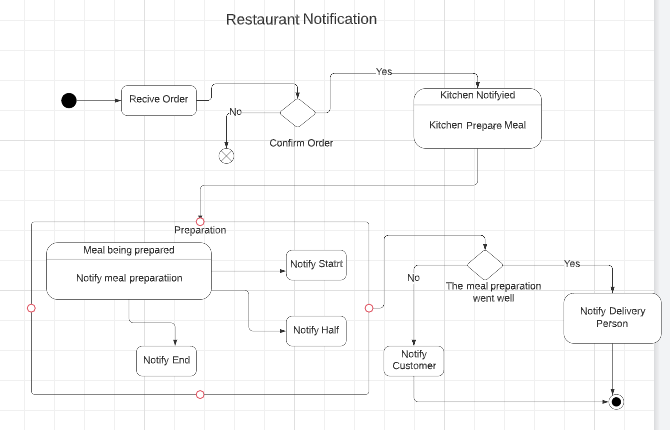 Restaurant Notification
Yes
Recive Order
Kitchen Notifyied
No
Kitchen Prepare Meal
Confirm Order
Preparation
Meal being prepared
Notify meal preparatiion
Notify Statrt
Notify Half
Notify End
No
The meal preparation
went well
Yes
Notify Delivery
Person
Notify
Customer